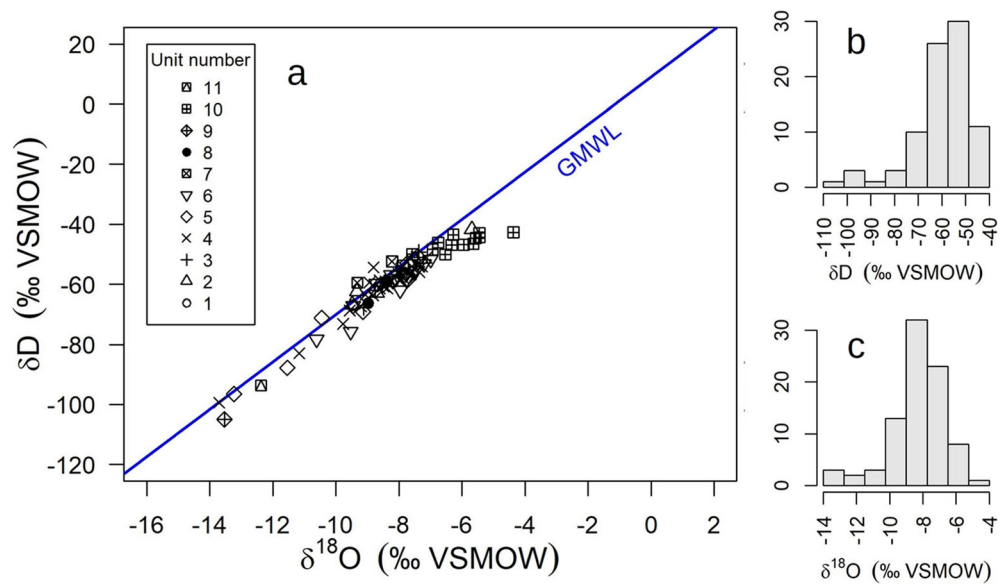 a
Unit number
11
10
9
8
7
6
5
4
3
2
1
GMWL
20
0
-20
-40
-60
-80
-100
-120
δD (‰ VSMOW)
-16 -14 -12 -10 -8 -6 -4 -2 0 2
δ18O (‰ VSMOW)
b
30
20
10
0
-110 -100 -90 -80 -70 -60 -50 -40
δD (‰ VSMOW)
c
30
20
10
0
-14 -12 -10 -8 -6 -4
δ18O (‰ VSMOW)